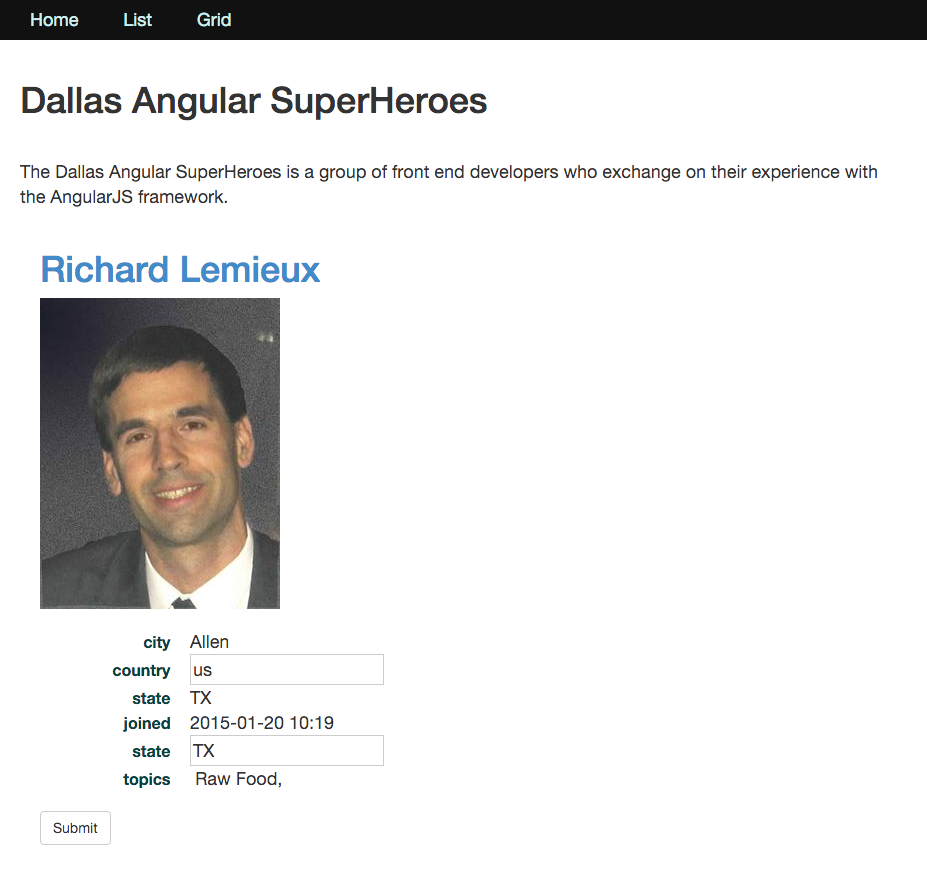 Home List Grid
Dallas Angular SuperHeroes
The Dallas Angular SuperHeroes is a group of front end developers who exchange on their experience with
the AngularJS framework.
Richard Lemieux
city Allen
country us
state TX
joined 2015-01-20 10:19
state TX
topics Raw Food,
Submit